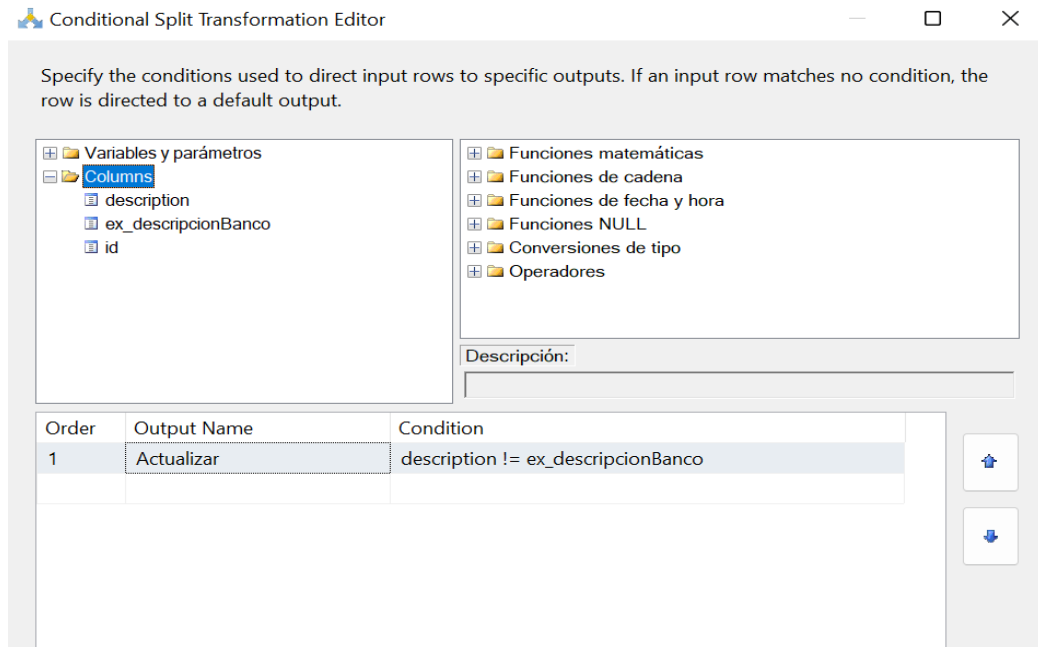 Conditional Split Transformation Editor
Specify the conditions used to direct input rows to specific outputs. If an input row matches no condition, the
row is directed to a default output.
Variables y parámetros
Columns
description
ex_descripcionBanco
id
Funciones matemáticas
Funciones de cadena
Funciones de fecha y hora
Funciones NULL
Conversiones de tipo
Operadores
Descripción:
Order Output Name Condition
1 Actualizar description != ex_descripcionBanco